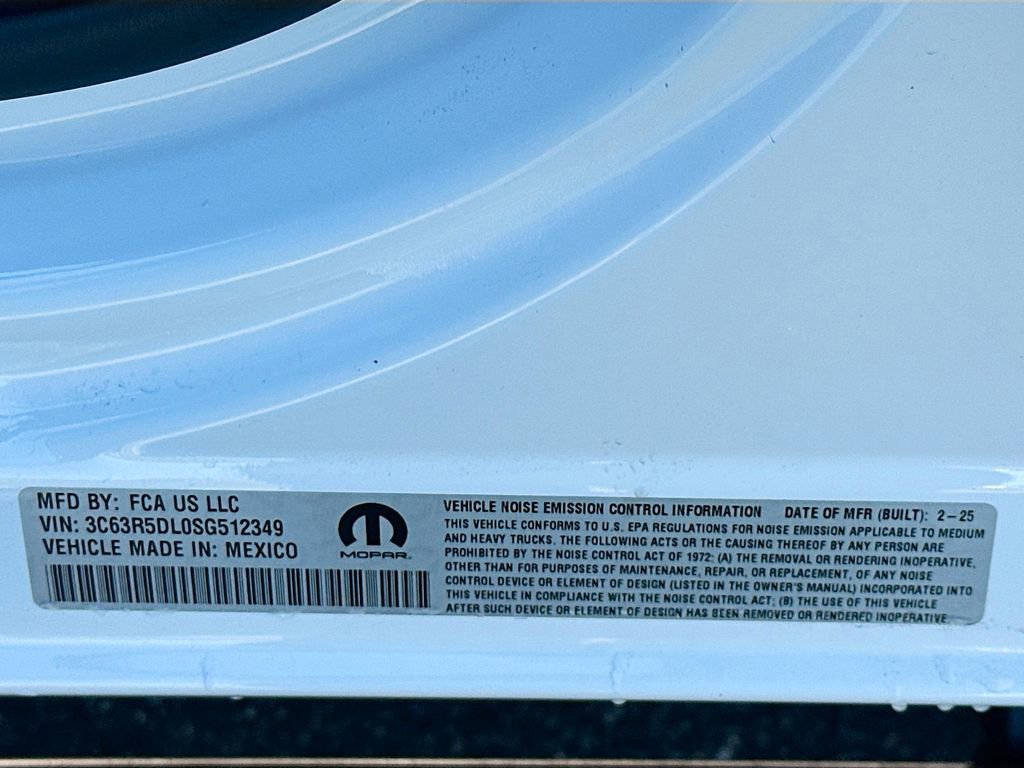 MFD BY: FCA US LLC
VIN: 3C63R5DL0SG512349
VEHICLE MADE IN: MEXICO
MOPAR.
VEHICLE NOISE EMISSION CONTROL INFORMATION DATE OF MFR (BUILT): 2-25
THIS VEHICLE CONFORMS TO U.S. EPA REGULATIONS FOR NOISE EMISSION APPLICABLE TO MEDIUM
AND HEAVY TRUCKS. THE FOLLOWING ACTS OR THE CAUSING THEREOF BY ANY PERSON ARE
PROHIBITED BY THE NOISE CONTROL ACT OF 1972: (A) THE REMOVAL OR RENDERING INOPERATIVE,
OTHER THAN FOR PURPOSES OF MAINTENANCE, REPAIR, OR REPLACEMENT, OF ANY NOISE
CONTROL DEVICE OR ELEMENT OF DESIGN (LISTED IN THE OWNER'S MANUAL) INCORPORATED INTO
THIS VEHICLE IN COMPLIANCE WITH THE NOISE CONTROL ACT; (B) THE USE OF THIS VEHICLE
AFTER SUCH DEVICE OR ELEMENT OF DESIGN HAS BEEN REMOVED OR RENDERED INOPERATIVE.